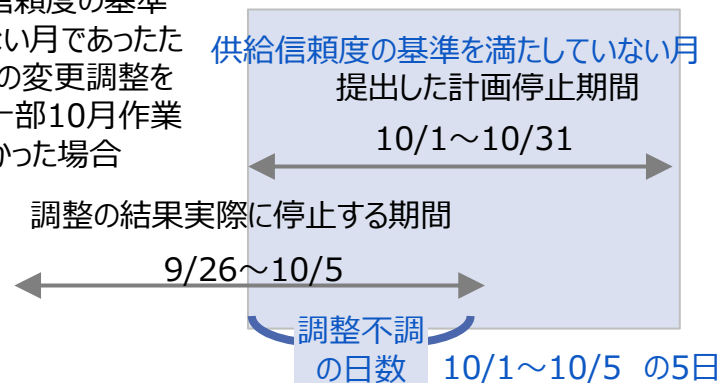 信頼度の基準
ない月であったた
の変更調整を
一部10月作業
かった場合
供給信頼度の基準を満たしていない月
提出した計画停止期間
10/1～10/31
調整の結果実際に停止する期間
9/26～10/5
調整不調
の日数
10/1～10/5 の5日